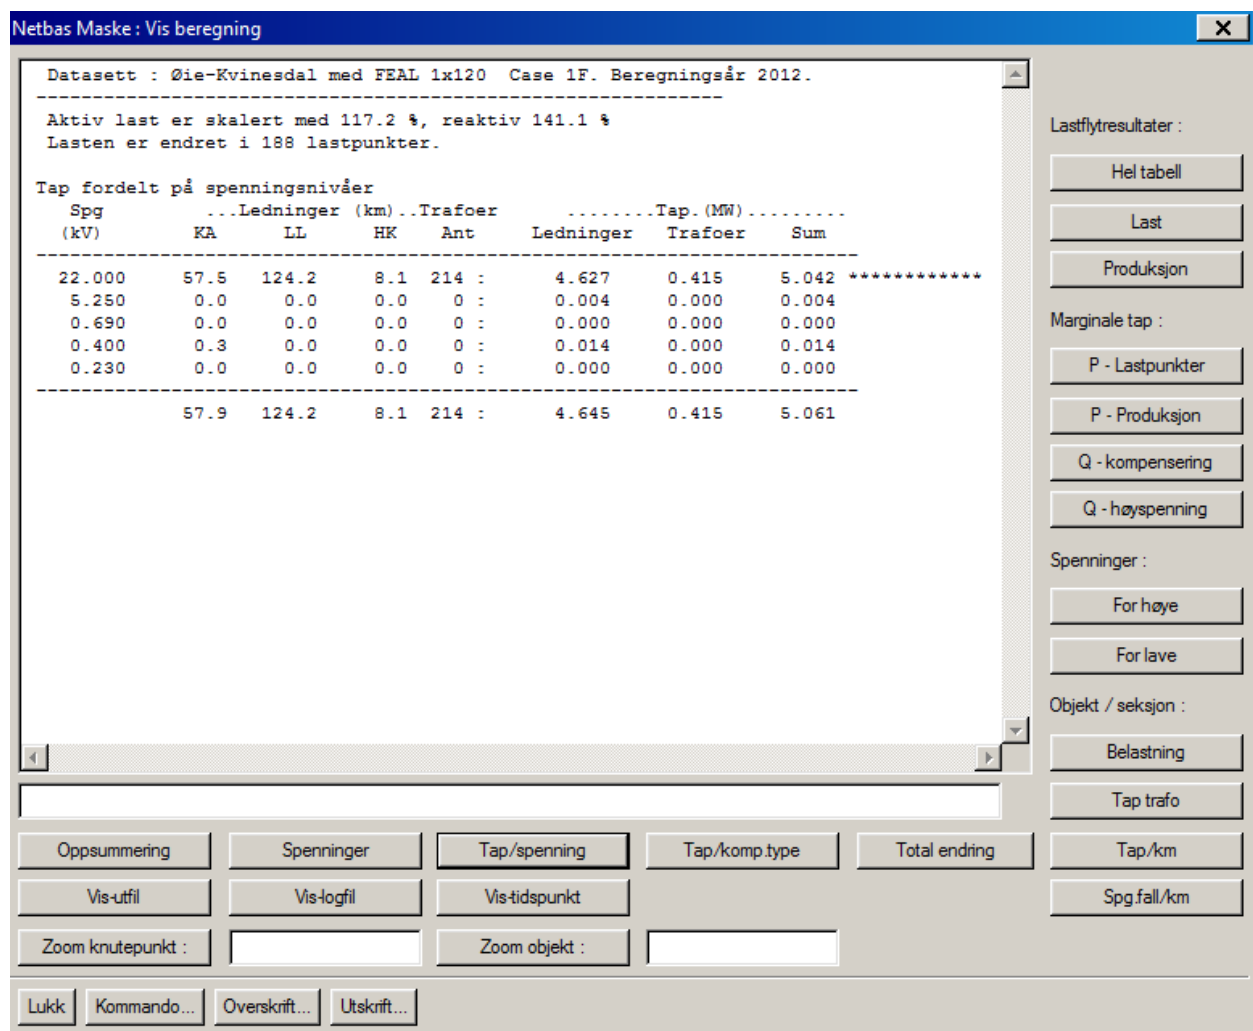 Netbas Maske : Vis beregning
Datasett : Øie-Kvinesdal med FEAL 1x120  Case 1F. Beregningsår 2012.
-------------------------------------------------------------
Aktiv last er skalert med 117.2 %, reaktiv 141.1 %
Lasten er endret i 188 lastpunkter.
Tap fordelt på spenningsnivåer
Spg ...Ledninger (km)..Trafoer ........Tap.(MW).........
(kV) KA LL HK Ant Ledninger Trafoer Sum
-------------------------------------------------------------------------
22.000 57.5 124.2 8.1 214 : 4.627 0.415 5.042 ************
5.250 0.0 0.0 0.0 0 : 0.004 0.000 0.004
0.690 0.0 0.0 0.0 0 : 0.000 0.000 0.000
0.400 0.3 0.0 0.0 0 : 0.014 0.000 0.014
0.230 0.0 0.0 0.0 0 : 0.000 0.000 0.000
-------------------------------------------------------------------------
57.9 124.2 8.1 214 : 4.645 0.415 5.061
Lastflytresultater :
Hel tabell
Last
Produksjon
Marginale tap :
P - Lastpunkter
P - Produksjon
Q - kompensering
Q - høyspenning
Spenninger :
For høye
For lave
Objekt / seksjon :
Belastning
Tap trafo
Oppsummering Spenninger Tap/spenning Tap/komp.type Total endring Tap/km
Vis-utfil Vis-logfil Vis-tidspunkt Spg.fall/km
Zoom knutepunkt : Zoom objekt :
Lukk Kommando... Overskrift... Utskrift...